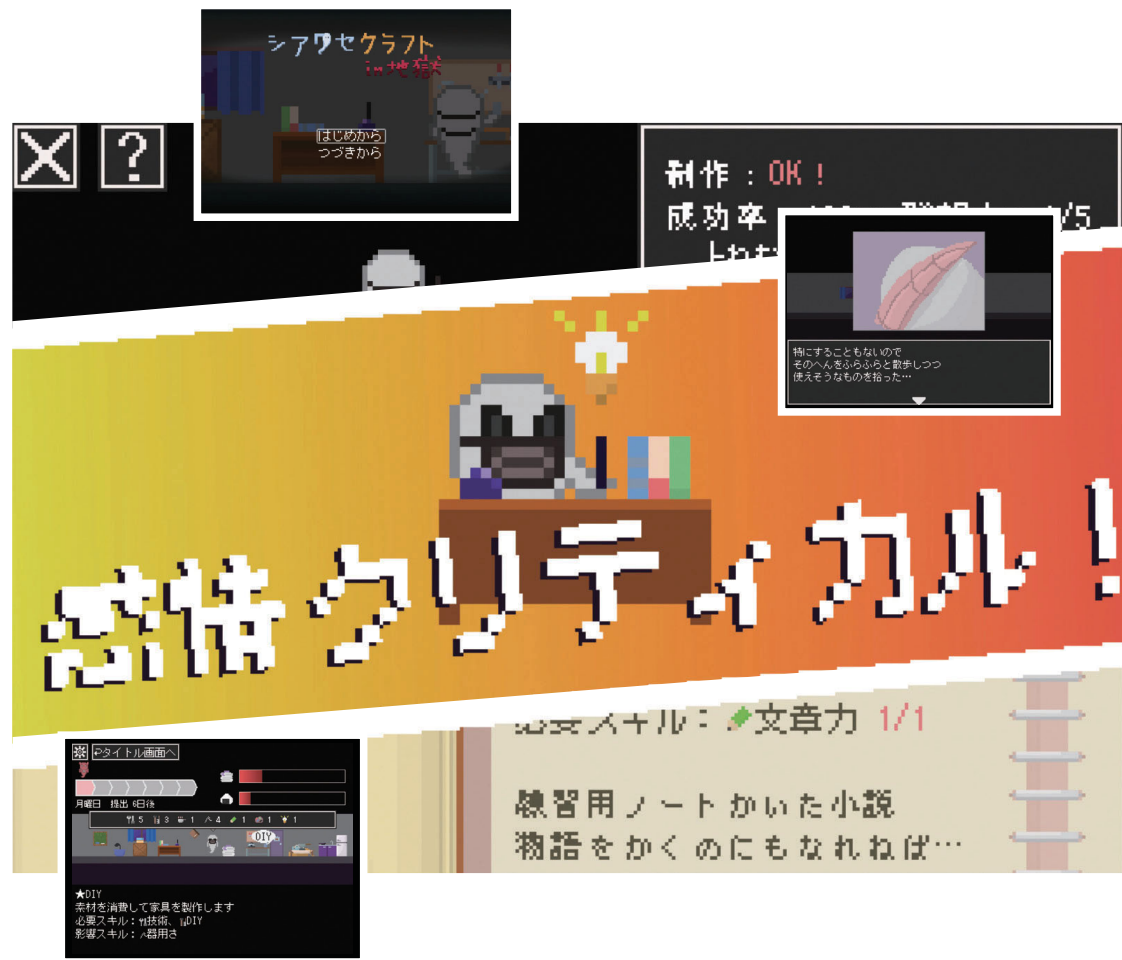 シアワセクラフト
in地獄
はじめから
つづきから
×
?
制作：OK！
成功率
/5
特にすることもないので
そのへんをふらふらと散歩しつつ
使えそうなものを拾った…
感情クリティカル！
必要スキル：文章力 1/1
練習用ノートかいた小説
物語をかくのにもなれねば…
タイトル画面へ
月曜日 提出 6日後
5 3 1 4 1 1 1
DIY
★DIY
素材を消費して家具を製作します
必要スキル：技術、DIY
影響スキル：器用さ